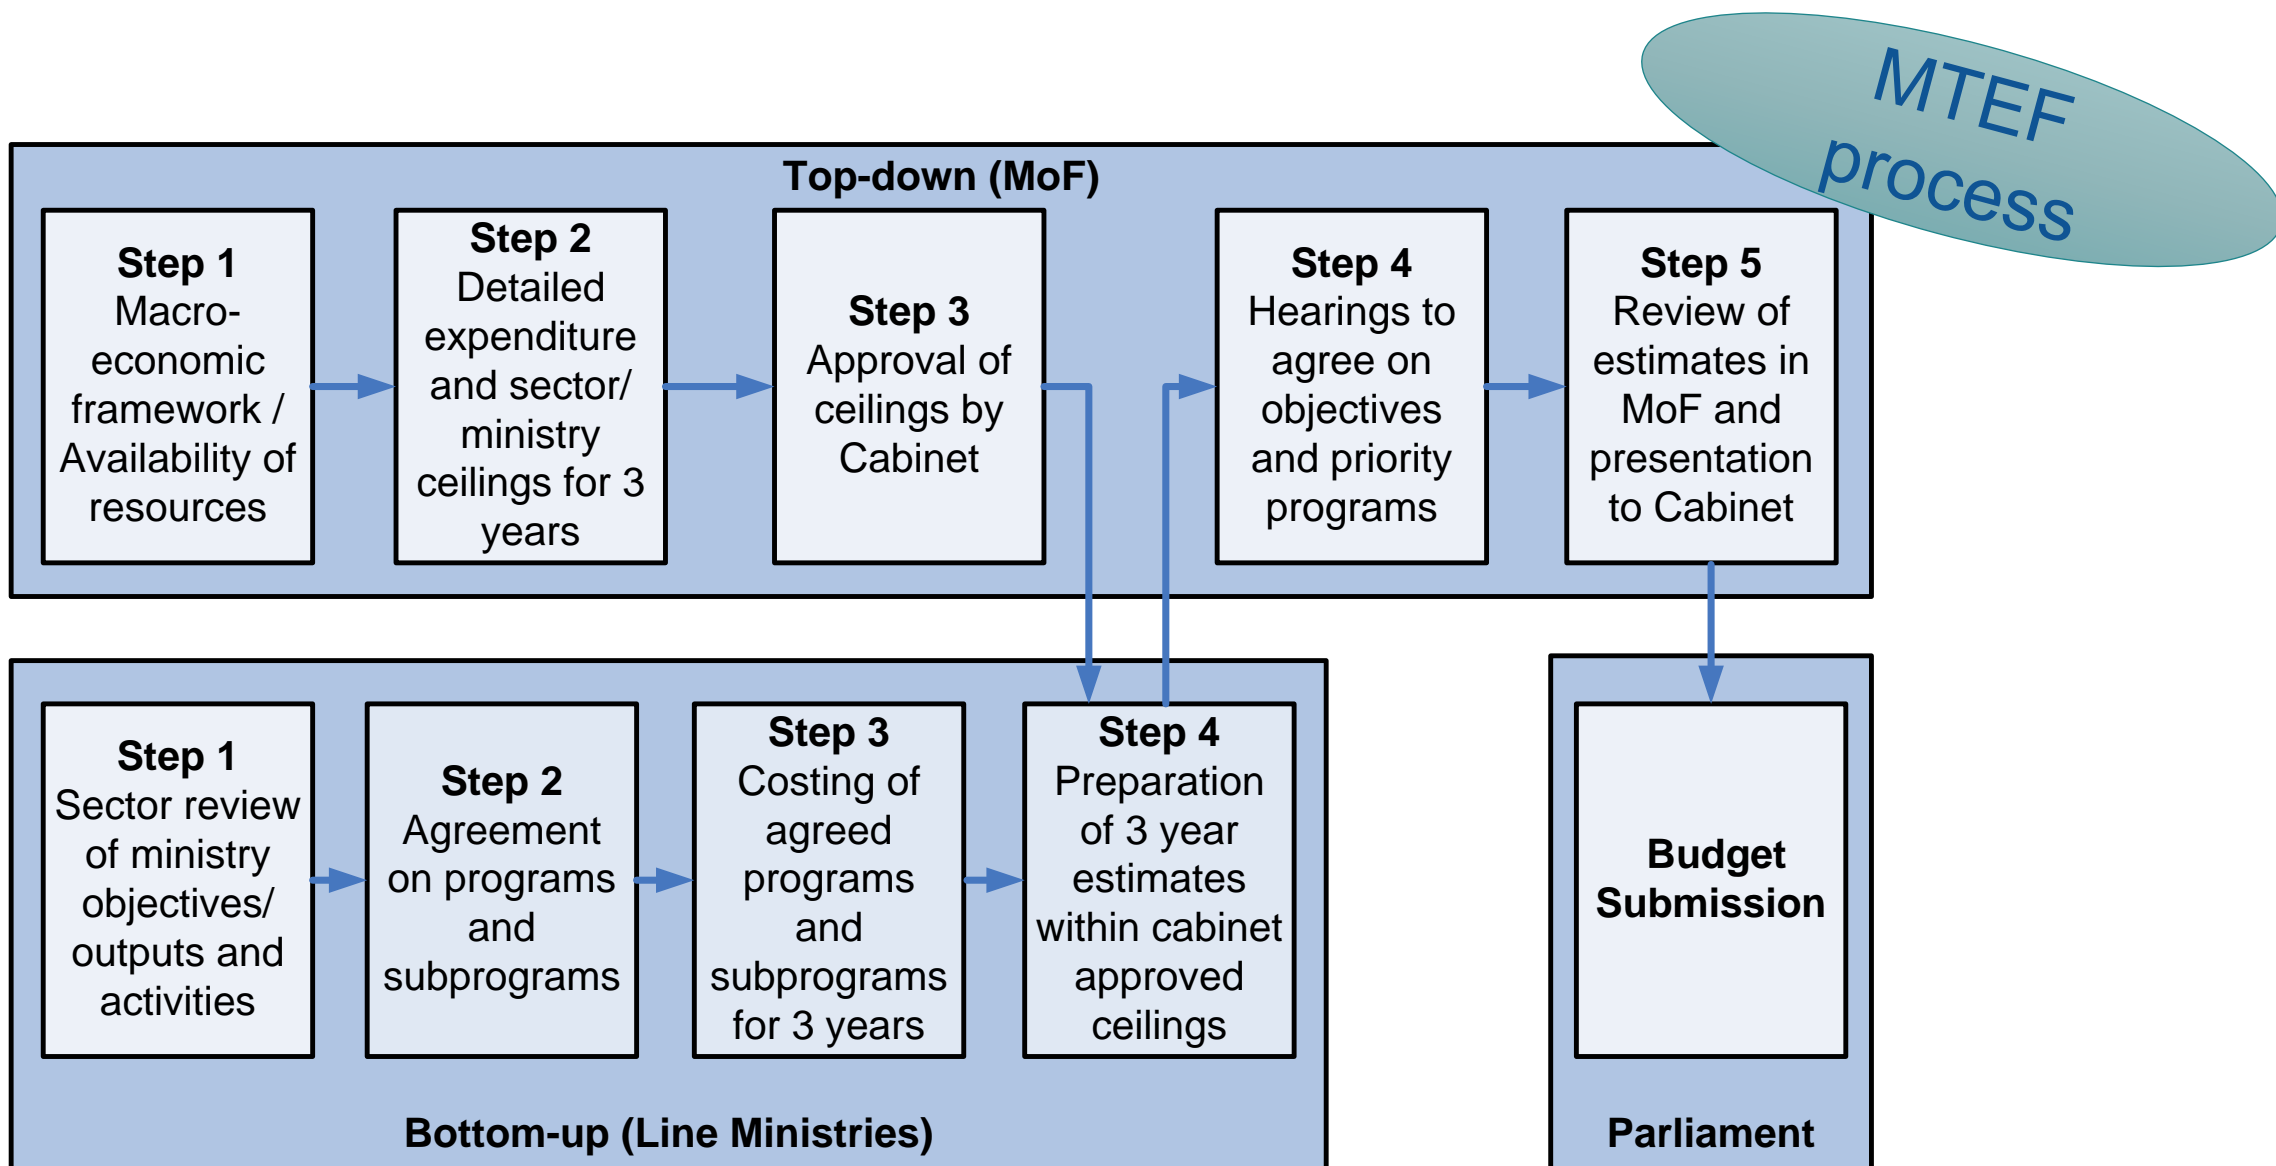 MTEF
process
Top-down (MoF)
Step 1
Macro-
economic
framework /
Availability of
resources
Step 2
Detailed
expenditure
and sector/
ministry
ceilings for 3
years
Step 3
Approval of
ceilings by
Cabinet
Step 4
Hearings to
agree on
objectives
and priority
programs
Step 5
Review of
estimates in
MoF and
presentation
to Cabinet
Step 1
Sector review
of ministry
objectives/
outputs and
activities
Step 2
Agreement
on programs
and
subprograms
Step 3
Costing of
agreed
programs
and
subprograms
for 3 years
Step 4
Preparation
of 3 year
estimates
within cabinet
approved
ceilings
Bottom-up (Line Ministries)
Budget
Submission
Parliament